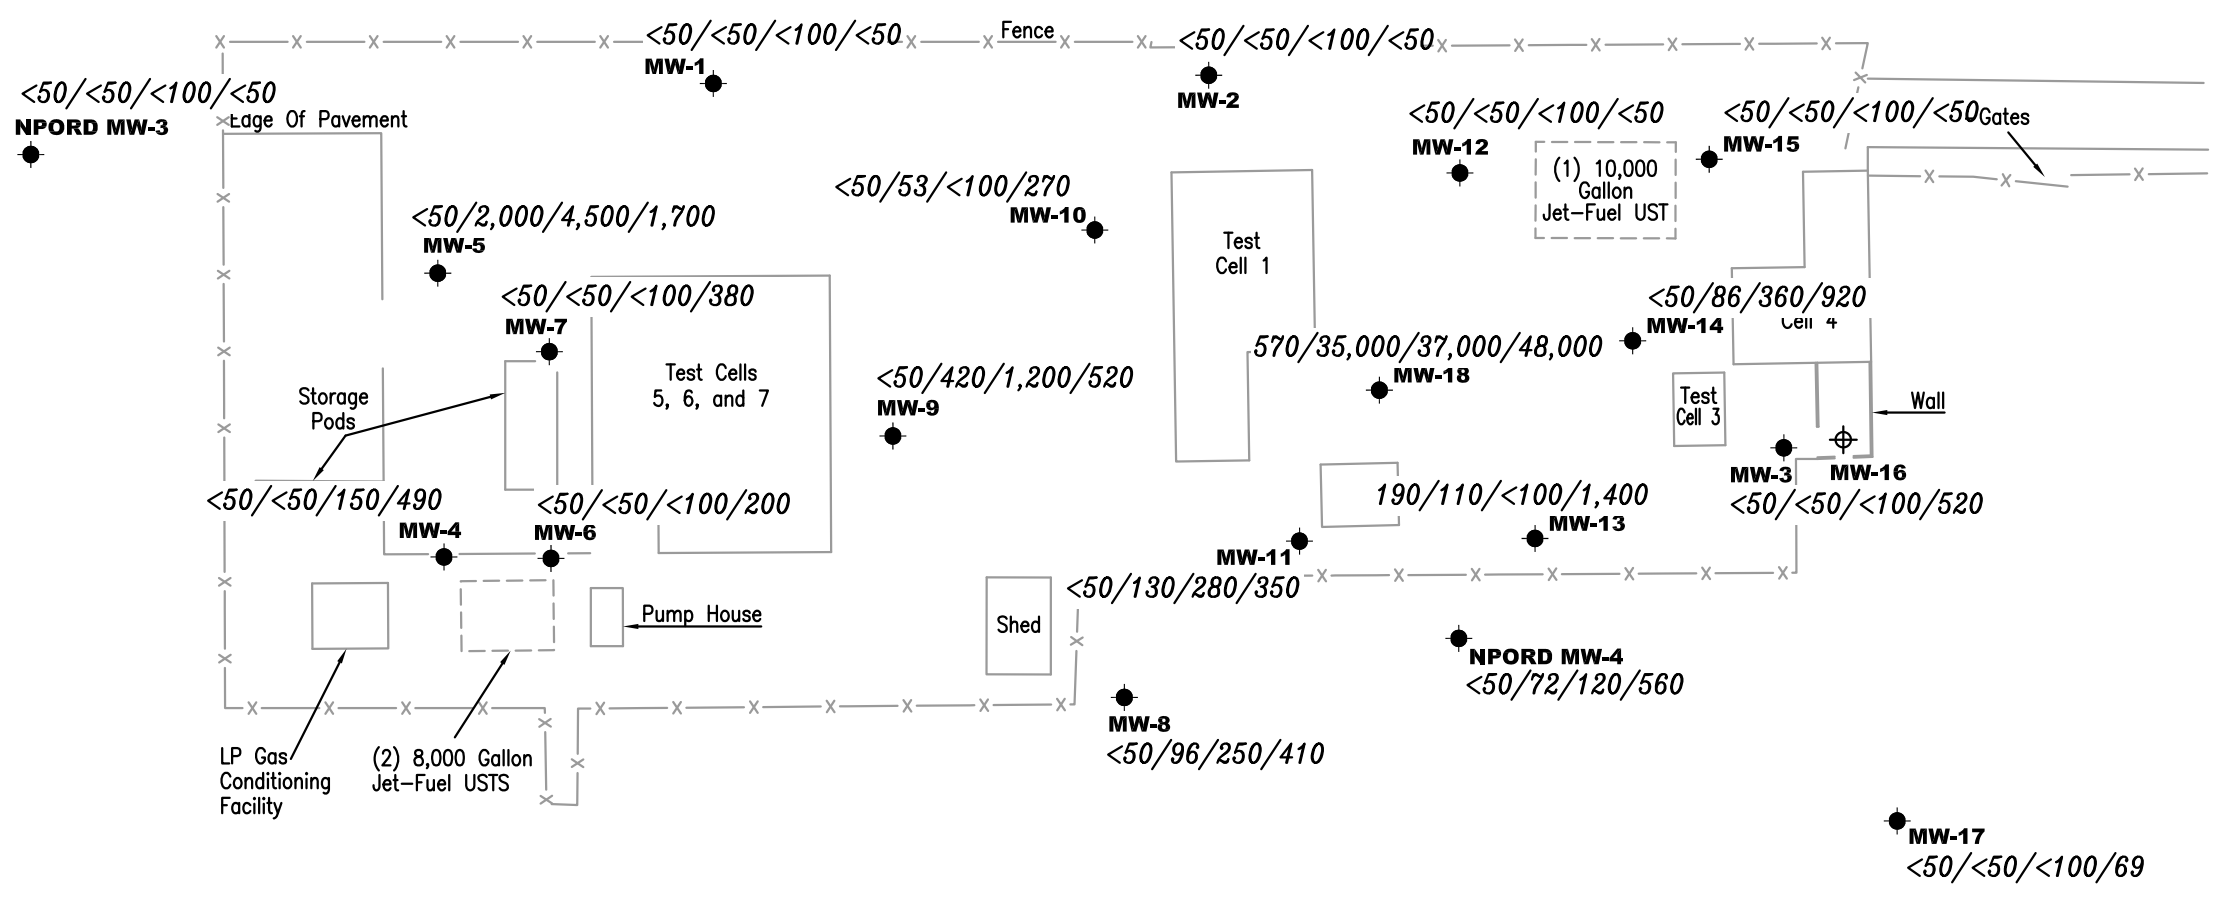 <50/<50/<100/<50
MW-1
Fence
<50/<50/<100/<50
MW-2
<50/<50/<100/<50
NPORD MW-3
Edge Of Pavement
<50/<50/<100/<50
MW-12
<50/<50/<100/<50
MW-15
Gates
(1) 10,000
Gallon
Jet-Fuel UST
<50/53/<100/270
MW-10
<50/2,000/4,500/1,700
MW-5
Test
Cell 1
<50/<50/<100/380
MW-7
<50/86/360/920
MW-14
Cell 4
570/35,000/37,000/48,000
MW-18
Test Cells
5, 6, and 7
<50/420/1,200/520
MW-9
Storage
Pods
Test
Cell 3
Wall
MW-3
MW-16
<50/<50/<100/520
<50/<50/150/490
MW-4
<50/<50/<100/200
MW-6
190/110/<100/1,400
MW-13
MW-11
<50/130/280/350
Pump House
Shed
NPORD MW-4
<50/72/120/560
MW-8
<50/96/250/410
LP Gas
Conditioning
Facility
(2) 8,000 Gallon
Jet-Fuel USTS
MW-17
<50/<50/<100/69